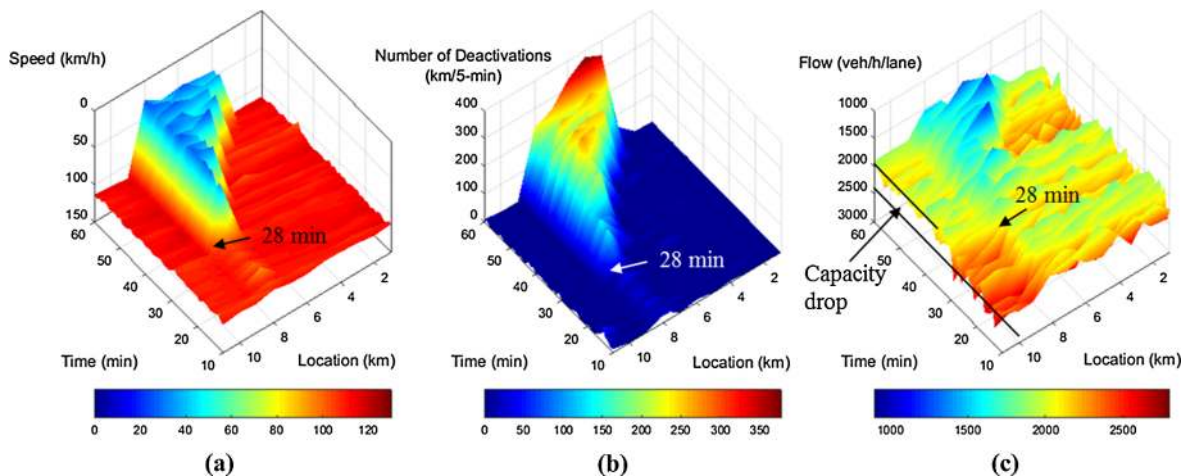 Speed (km/h)
0
50
100
150
60
50
40
30
20
10
10
8
6
4
2
28 min
Time (min)
Location (km)
0 20 40 60 80 100 120
(a)
Number of Deactivations
(km/5-min)
400
300
200
100
0
60
50
40
30
20
10
10
8
6
4
2
28 min
Time (min)
Location (km)
0 50 100 150 200 250 300 350
(b)
Flow (veh/h/lane)
1000
1500
2000
2500
3000
60
50
40
30
20
10
10
8
6
4
2
28 min
Capacity
drop
Time (min)
Location (km)
1000 1500 2000 2500
(c)